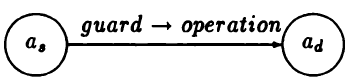 guard → operation
a_s a_d